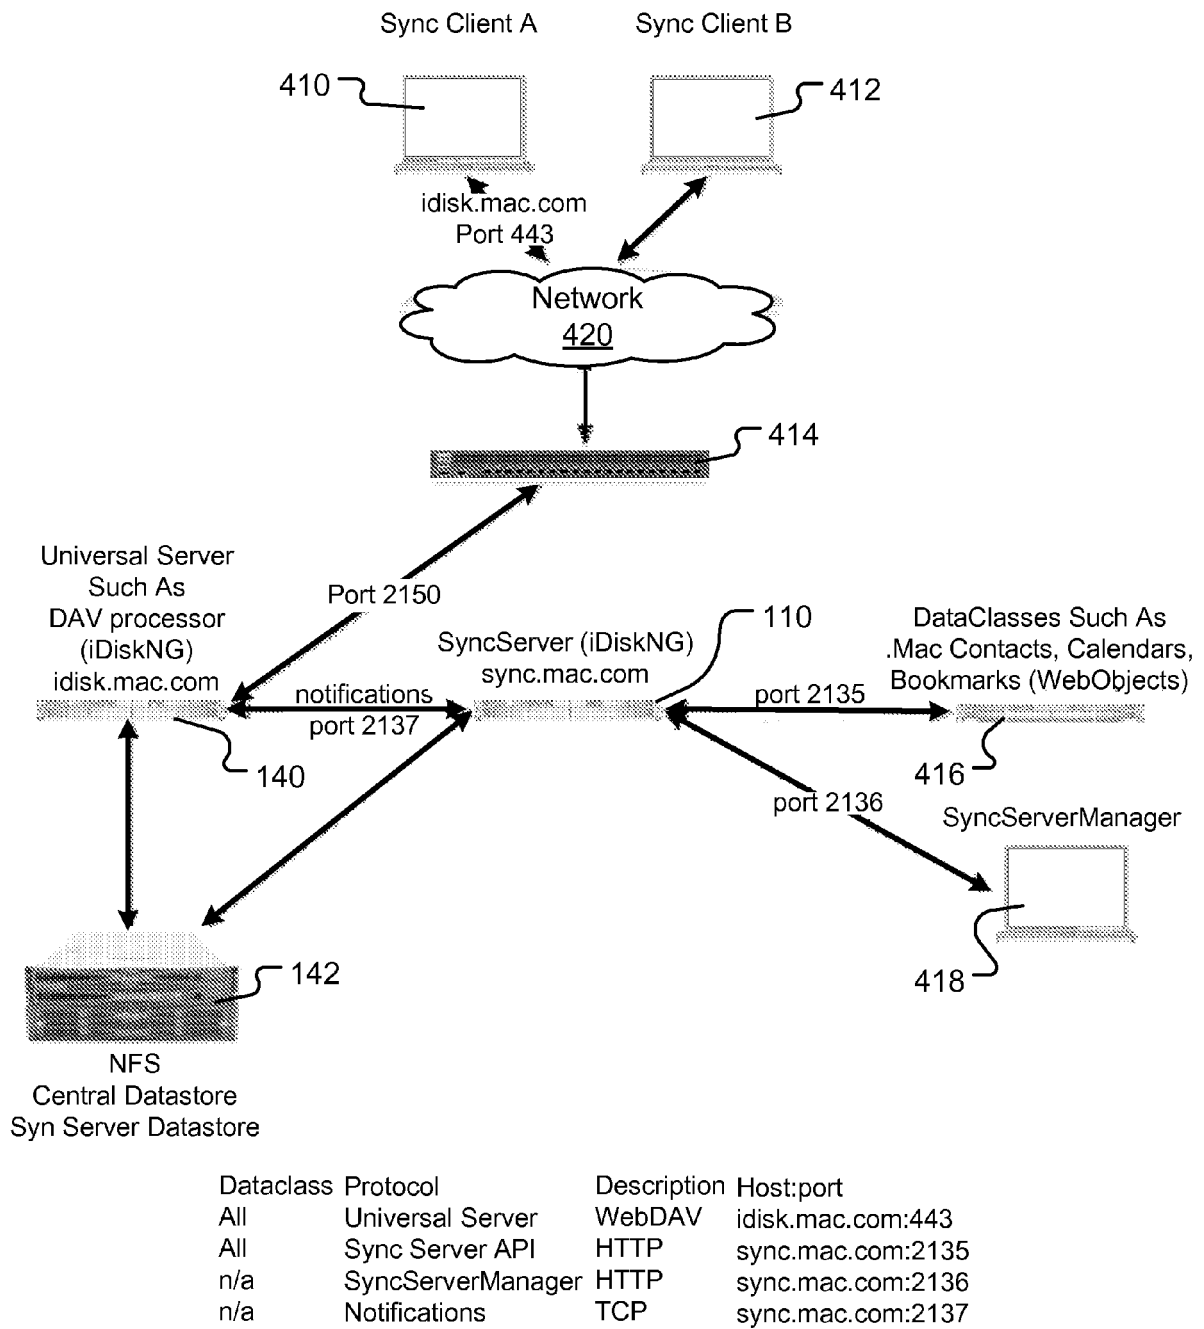 Sync Client A
Sync Client B
410
412
idisk.mac.com
Port 443
Network
420
414
Universal Server
Such As
DAV processor
(iDiskNG)
idisk.mac.com
Port 2150
SyncServer (iDiskNG)
sync.mac.com
110
DataClasses Such As
.Mac Contacts, Calendars,
Bookmarks (WebObjects)
notifications
port 2137
port 2135
140
416
port 2136
SyncServerManager
418
142
NFS
Central Datastore
Syn Server Datastore
Dataclass Protocol Description Host:port
All Universal Server WebDAV idisk.mac.com:443
All Sync Server API HTTP sync.mac.com:2135
n/a SyncServerManager HTTP sync.mac.com:2136
n/a Notifications TCP sync.mac.com:2137